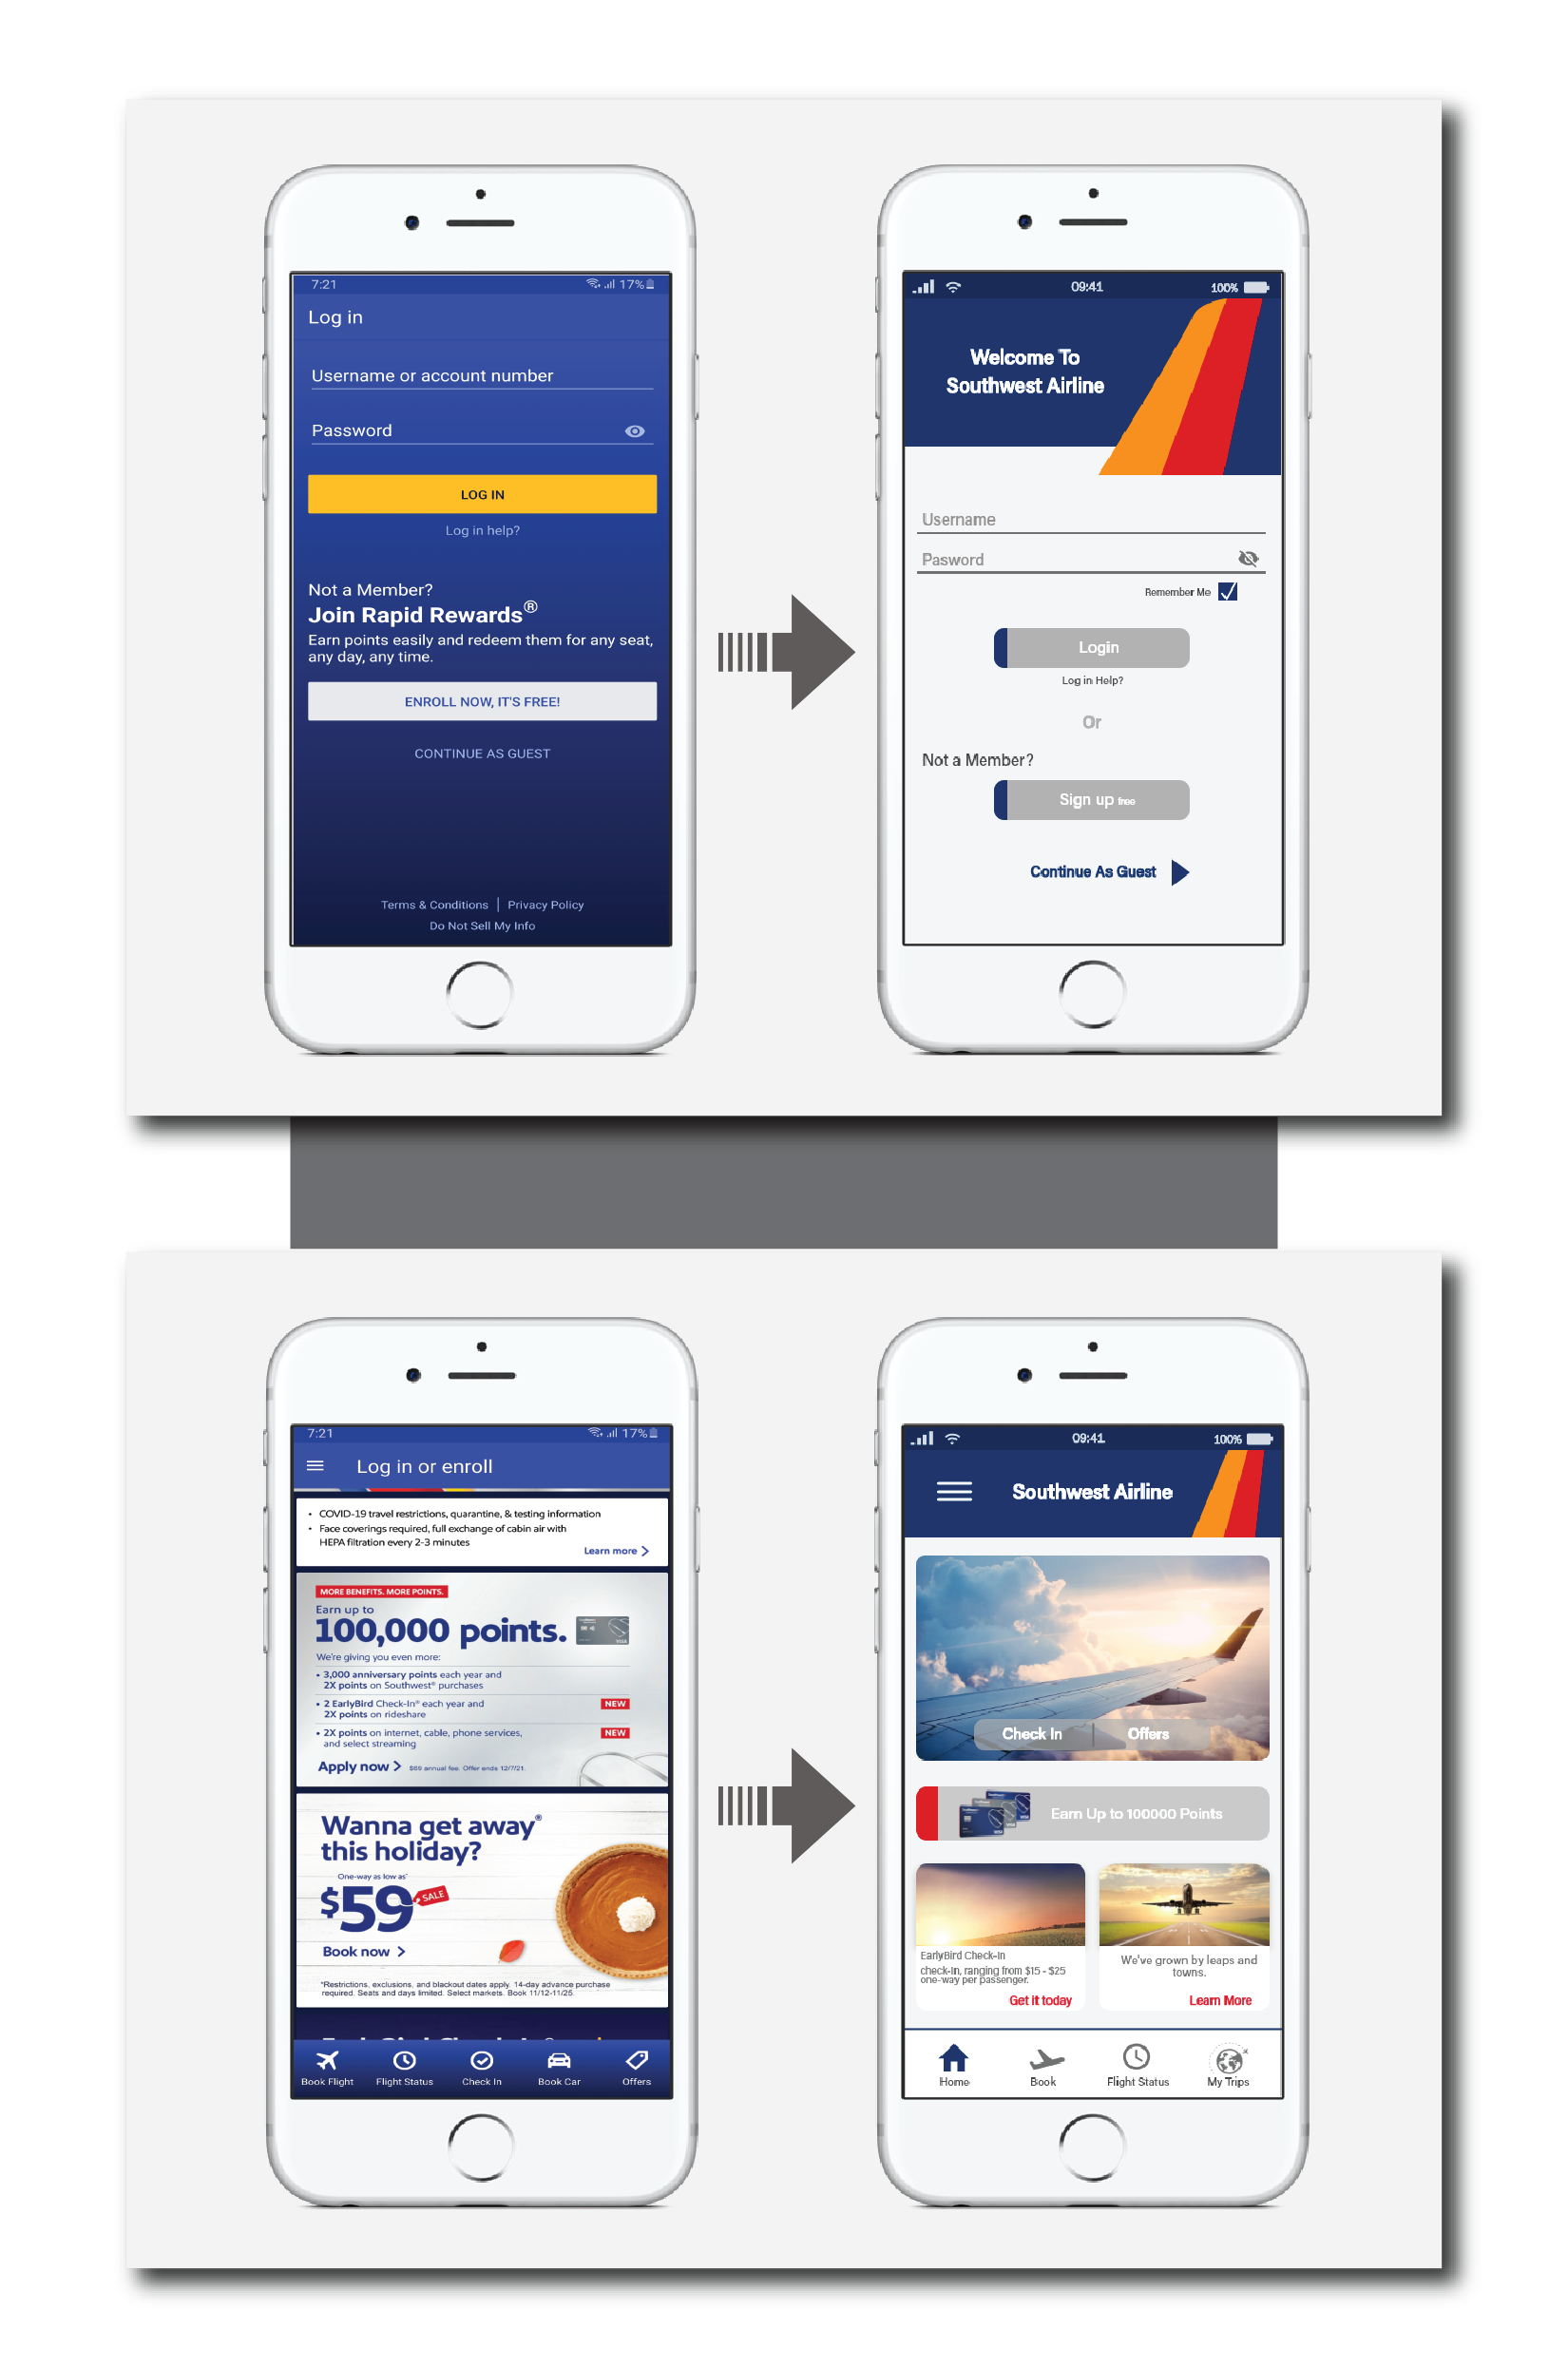 7:21
17%
Log in
Username or account number
Password
LOG IN
Log in help?
Not a Member?
Join Rapid Rewards®
Earn points easily and redeem them for any seat,
any day, any time.
ENROLL NOW, IT'S FREE!
CONTINUE AS GUEST
Terms & Conditions | Privacy Policy
Do Not Sell My Info
09:41
100%
Welcome To
Southwest Airline
Username
Pasword
Remember Me
Login
Log in Help?
Or
Not a Member?
Sign up free
Continue As Guest
7:21
17%
Log in or enroll
• COVID-19 travel restrictions, quarantine, & testing information
• Face coverings required, full exchange of cabin air with
HEPA filtration every 2-3 minutes
Learn more >
MORE BENEFITS. MORE POINTS.
Earn up to
100,000 points.
We're giving you even more:
• 3,000 anniversary points each year and
2X points on Southwest® purchases
• 2 EarlyBird Check-In® each year and
2X points on rideshare
NEW
• 2X points on internet, cable, phone services,
and select streaming
NEW
Apply now > $69 annual fee. Offer ends 12/7/21.
Wanna get away®
this holiday?
One-way as low as*
$59
SALE
Book now >
*Restrictions, exclusions, and blackout dates apply. 14-day advance purchase
required. Seats and days limited. Select markets. Book 11/12-11/25.
Book Flight
Flight Status
Check In
Book Car
Offers
09:41
100%
Southwest Airline
Check In | Offers
Earn Up to 100000 Points
EarlyBird Check-In
check-in, ranging from $15 - $25
one-way per passenger.
Get it today
We've grown by leaps and
towns.
Learn More
Home
Book
Flight Status
My Trips